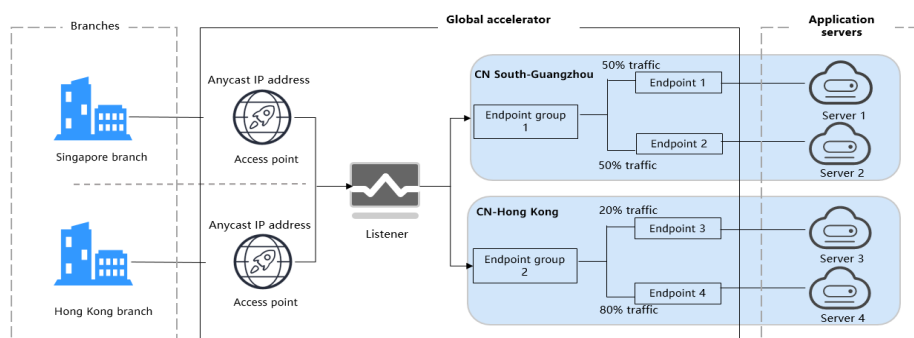 Branches
Global accelerator
Application
servers
Singapore branch
Hong Kong branch
Anycast IP address
Access point
Anycast IP address
Access point
Listener
CN South-Guangzhou
Endpoint group
1
50% traffic
Endpoint 1
Endpoint 2
50% traffic
Server 1
Server 2
CN-Hong Kong
Endpoint group
2
20% traffic
Endpoint 3
Endpoint 4
80% traffic
Server 3
Server 4